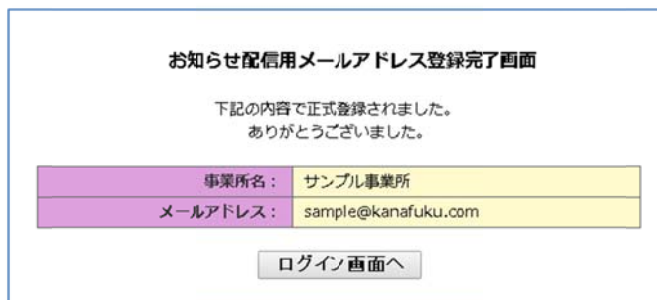 お知らせ配信用メールアドレス登録完了画面
下記の内容で正式登録されました。
ありがとうございました。
事業所名： サンプル事業所
メールアドレス： sample@kanafuku.com
ログイン画面へ